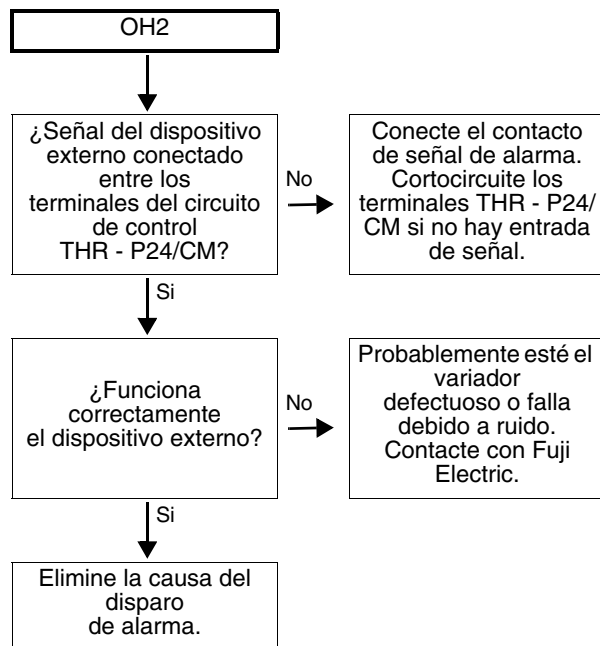 OH2
¿Señal del dispositivo
externo conectado
entre los
terminales del circuito
de control
THR - P24/CM?
No
Conecte el contacto
de señal de alarma.
Cortocircuite los
terminales THR - P24/
CM si no hay entrada
de señal.
Si
¿Funciona
correctamente
el dispositivo externo?
No
Probablemente esté el
variador
defectuoso o falla
debido a ruido.
Contacte con Fuji
Electric.
Si
Elimine la causa del
disparo
de alarma.